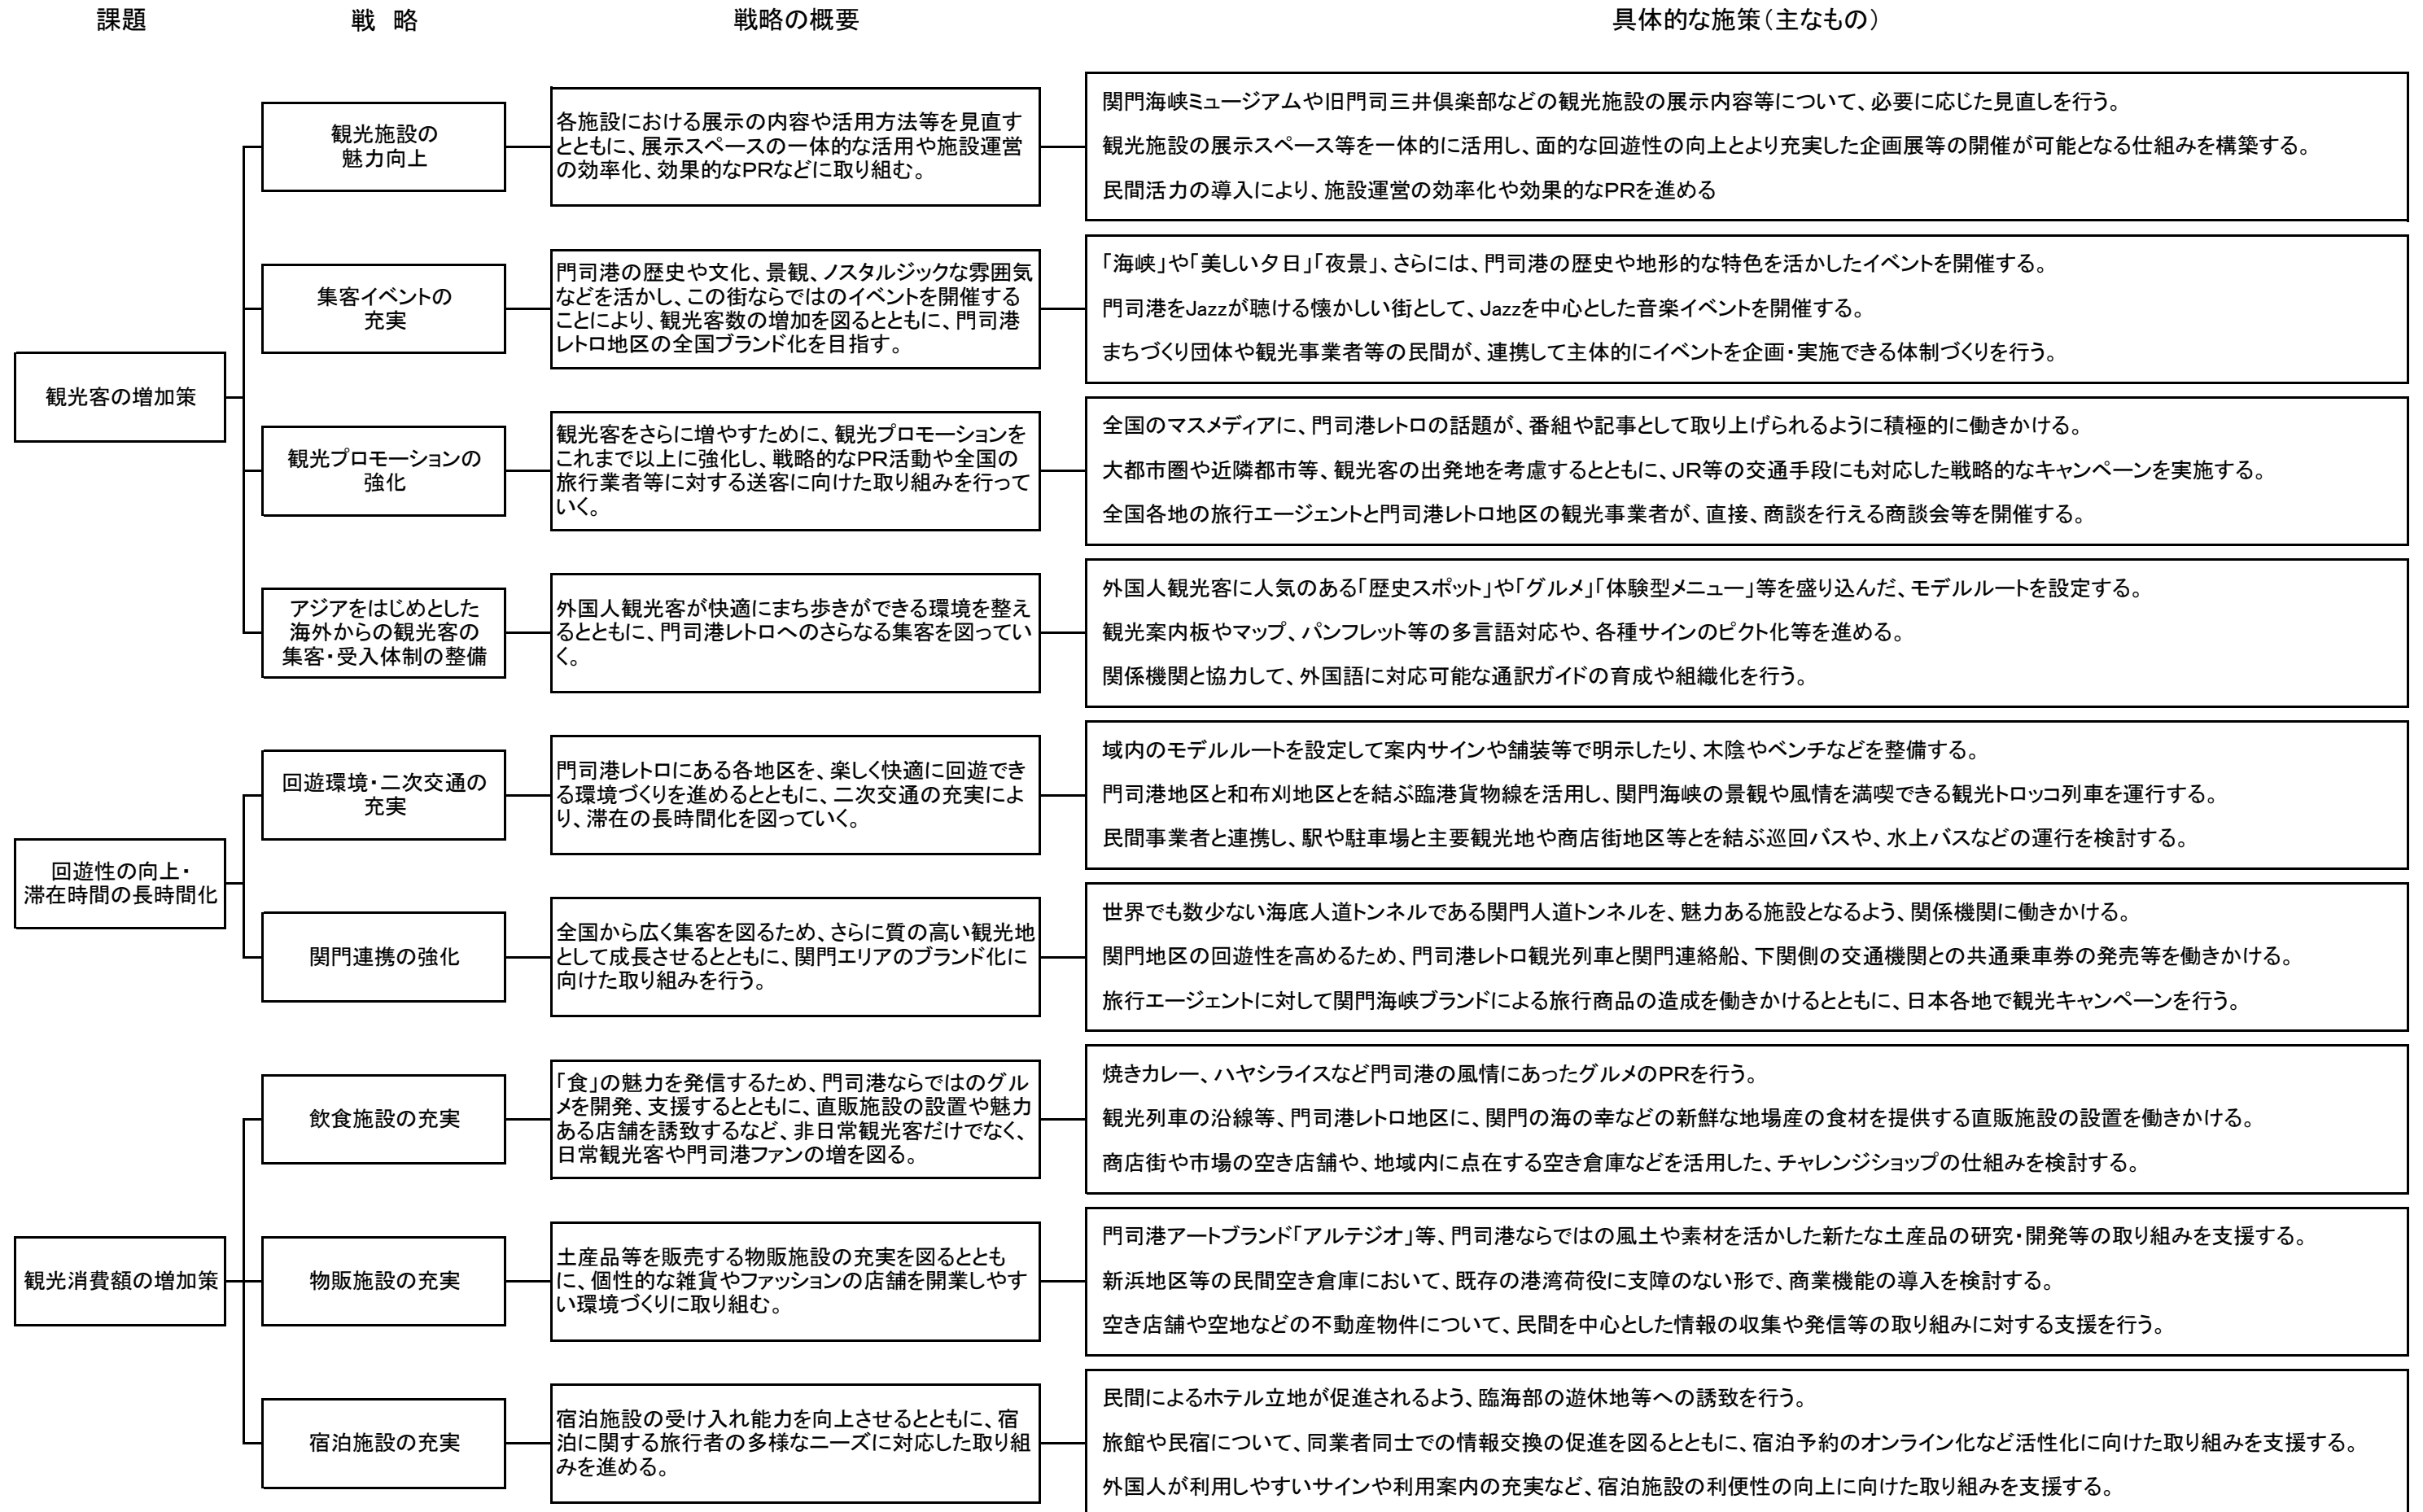 課題
戦 略
戦略の概要
具体的な施策（主なもの）
観光客の増加策
観光施設の
魅力向上
各施設における展示の内容や活用方法等を見直す
とともに、展示スペースの一体的な活用や施設運営
の効率化、効果的なPRなどに取り組む。
関門海峡ミュージアムや旧門司三井倶楽部などの観光施設の展示内容等について、必要に応じた見直しを行う。
観光施設の展示スペース等を一体的に活用し、面的な回遊性の向上とより充実した企画展等の開催が可能となる仕組みを構築する。
民間活力の導入により、施設運営の効率化や効果的なPRを進める
集客イベントの
充実
門司港の歴史や文化、景観、ノスタルジックな雰囲気
などを活かし、この街ならではのイベントを開催する
ことにより、観光客数の増加を図るとともに、門司港
レトロ地区の全国ブランド化を目指す。
「海峡」や「美しい夕日」「夜景」、さらには、門司港の歴史や地形的な特色を活かしたイベントを開催する。
門司港をJazzが聴ける懐かしい街として、Jazzを中心とした音楽イベントを開催する。
まちづくり団体や観光事業者等の民間が、連携して主体的にイベントを企画・実施できる体制づくりを行う。
観光プロモーションの
強化
観光客をさらに増やすために、観光プロモーションを
これまで以上に強化し、戦略的なPR活動や全国の
旅行業者等に対する送客に向けた取り組みを行って
いく。
全国のマスメディアに、門司港レトロの話題が、番組や記事として取り上げられるように積極的に働きかける。
大都市圏や近隣都市等、観光客の出発地を考慮するとともに、JR等の交通手段にも対応した戦略的なキャンペーンを実施する。
全国各地の旅行エージェントと門司港レトロ地区の観光事業者が、直接、商談を行える商談会等を開催する。
アジアをはじめとした
海外からの観光客の
集客・受入体制の整備
外国人観光客が快適にまち歩きができる環境を整え
るとともに、門司港レトロへのさらなる集客を図ってい
く。
外国人観光客に人気のある「歴史スポット」や「グルメ」「体験型メニュー」等を盛り込んだ、モデルルートを設定する。
観光案内板やマップ、パンフレット等の多言語対応や、各種サインのピクト化等を進める。
関係機関と協力して、外国語に対応可能な通訳ガイドの育成や組織化を行う。
回遊性の向上・
滞在時間の長時間化
回遊環境・二次交通の
充実
門司港レトロにある各地区を、楽しく快適に回遊でき
る環境づくりを進めるとともに、二次交通の充実によ
り、滞在の長時間化を図っていく。
域内のモデルルートを設定して案内サインや舗装等で明示したり、木陰やベンチなどを整備する。
門司港地区と和布刈地区とを結ぶ臨港貨物線を活用し、関門海峡の景観や風情を満喫できる観光トロッコ列車を運行する。
民間事業者と連携し、駅や駐車場と主要観光地や商店街地区等とを結ぶ巡回バスや、水上バスなどの運行を検討する。
関門連携の強化
全国から広く集客を図るため、さらに質の高い観光地
として成長させるとともに、関門エリアのブランド化に
向けた取り組みを行う。
世界でも数少ない海底人道トンネルである関門人道トンネルを、魅力ある施設となるよう、関係機関に働きかける。
関門地区の回遊性を高めるため、門司港レトロ観光列車と関門連絡船、下関側の交通機関との共通乗車券の発売等を働きかける。
旅行エージェントに対して関門海峡ブランドによる旅行商品の造成を働きかけるとともに、日本各地で観光キャンペーンを行う。
観光消費額の増加策
飲食施設の充実
「食」の魅力を発信するため、門司港ならではのグル
メを開発、支援するとともに、直販施設の設置や魅力
ある店舗を誘致するなど、非日常観光客だけでなく、
日常観光客や門司港ファンの増を図る。
焼きカレー、ハヤシライスなど門司港の風情にあったグルメのPRを行う。
観光列車の沿線等、門司港レトロ地区に、関門の海の幸などの新鮮な地場産の食材を提供する直販施設の設置を働きかける。
商店街や市場の空き店舗や、地域内に点在する空き倉庫などを活用した、チャレンジショップの仕組みを検討する。
物販施設の充実
土産品等を販売する物販施設の充実を図るととも
に、個性的な雑貨やファッションの店舗を開業しやす
い環境づくりに取り組む。
門司港アートブランド「アルテジオ」等、門司港ならではの風土や素材を活かした新たな土産品の研究・開発等の取り組みを支援する。
新浜地区等の民間空き倉庫において、既存の港湾荷役に支障のない形で、商業機能の導入を検討する。
空き店舗や空地などの不動産物件について、民間を中心とした情報の収集や発信等の取り組みに対する支援を行う。
宿泊施設の充実
宿泊施設の受け入れ能力を向上させるとともに、宿
泊に関する旅行者の多様なニーズに対応した取り組
みを進める。
民間によるホテル立地が促進されるよう、臨海部の遊休地等への誘致を行う。
旅館や民宿について、同業者同士での情報交換の促進を図るとともに、宿泊予約のオンライン化など活性化に向けた取り組みを支援する。
外国人が利用しやすいサインや利用案内の充実など、宿泊施設の利便性の向上に向けた取り組みを支援する。